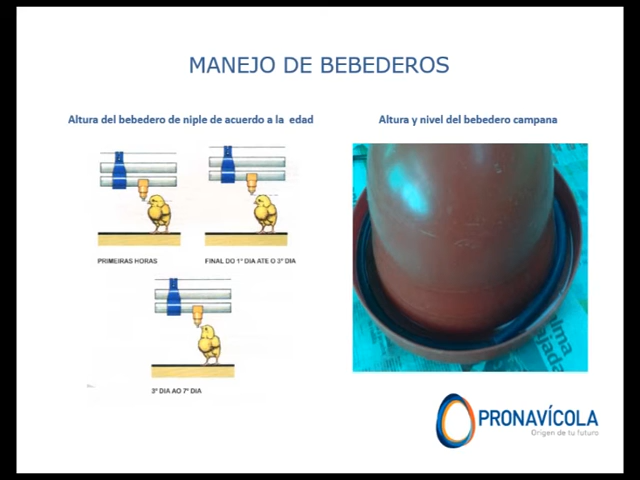 MANEJO DE BEBEDEROS
Altura del bebedero de niple de acuerdo a la edad
Altura y nivel del bebedero campana
PRIMEIRAS HORAS
FINAL DO 1º DIA ATE O 3º DIA
3º DIA AO 7º DIA
PRONAVÍCOLA
Origen de tu futuro